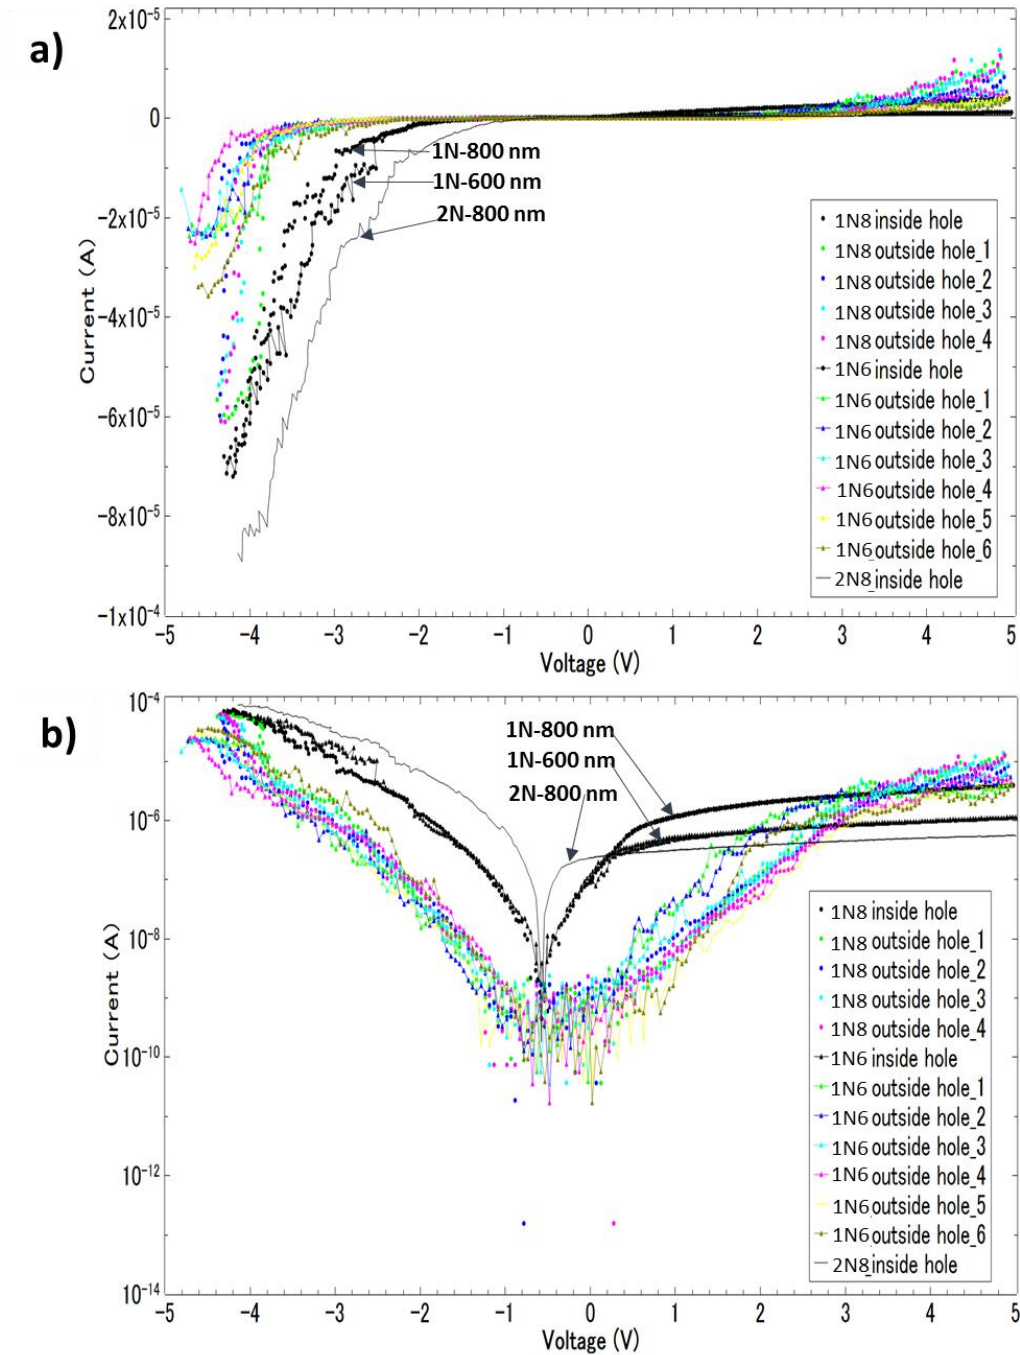 a)
2x10⁻⁵
0
-2x10⁻⁵
-4x10⁻⁵
-6x10⁻⁵
-8x10⁻⁵
-1x10⁻⁴
Current (A)
1N-800 nm
1N-600 nm
2N-800 nm
1N8 inside hole
1N8 outside hole_1
1N8 outside hole_2
1N8 outside hole_3
1N8 outside hole_4
1N6 inside hole
1N6 outside hole_1
1N6 outside hole_2
1N6 outside hole_3
1N6 outside hole_4
1N6 outside hole_5
1N6 outside hole_6
2N8_inside hole
-5 -4 -3 -2 -1 0 1 2 3 4 5
Voltage (V)
b)
10⁻⁴
10⁻⁶
10⁻⁸
10⁻¹⁰
10⁻¹²
10⁻¹⁴
Current (A)
1N-800 nm
1N-600 nm
2N-800 nm
1N8 inside hole
1N8 outside hole_1
1N8 outside hole_2
1N8 outside hole_3
1N8 outside hole_4
1N6 inside hole
1N6 outside hole_1
1N6 outside hole_2
1N6 outside hole_3
1N6 outside hole_4
1N6 outside hole_5
1N6 outside hole_6
2N8_inside hole
-5 -4 -3 -2 -1 0 1 2 3 4 5
Voltage (V)